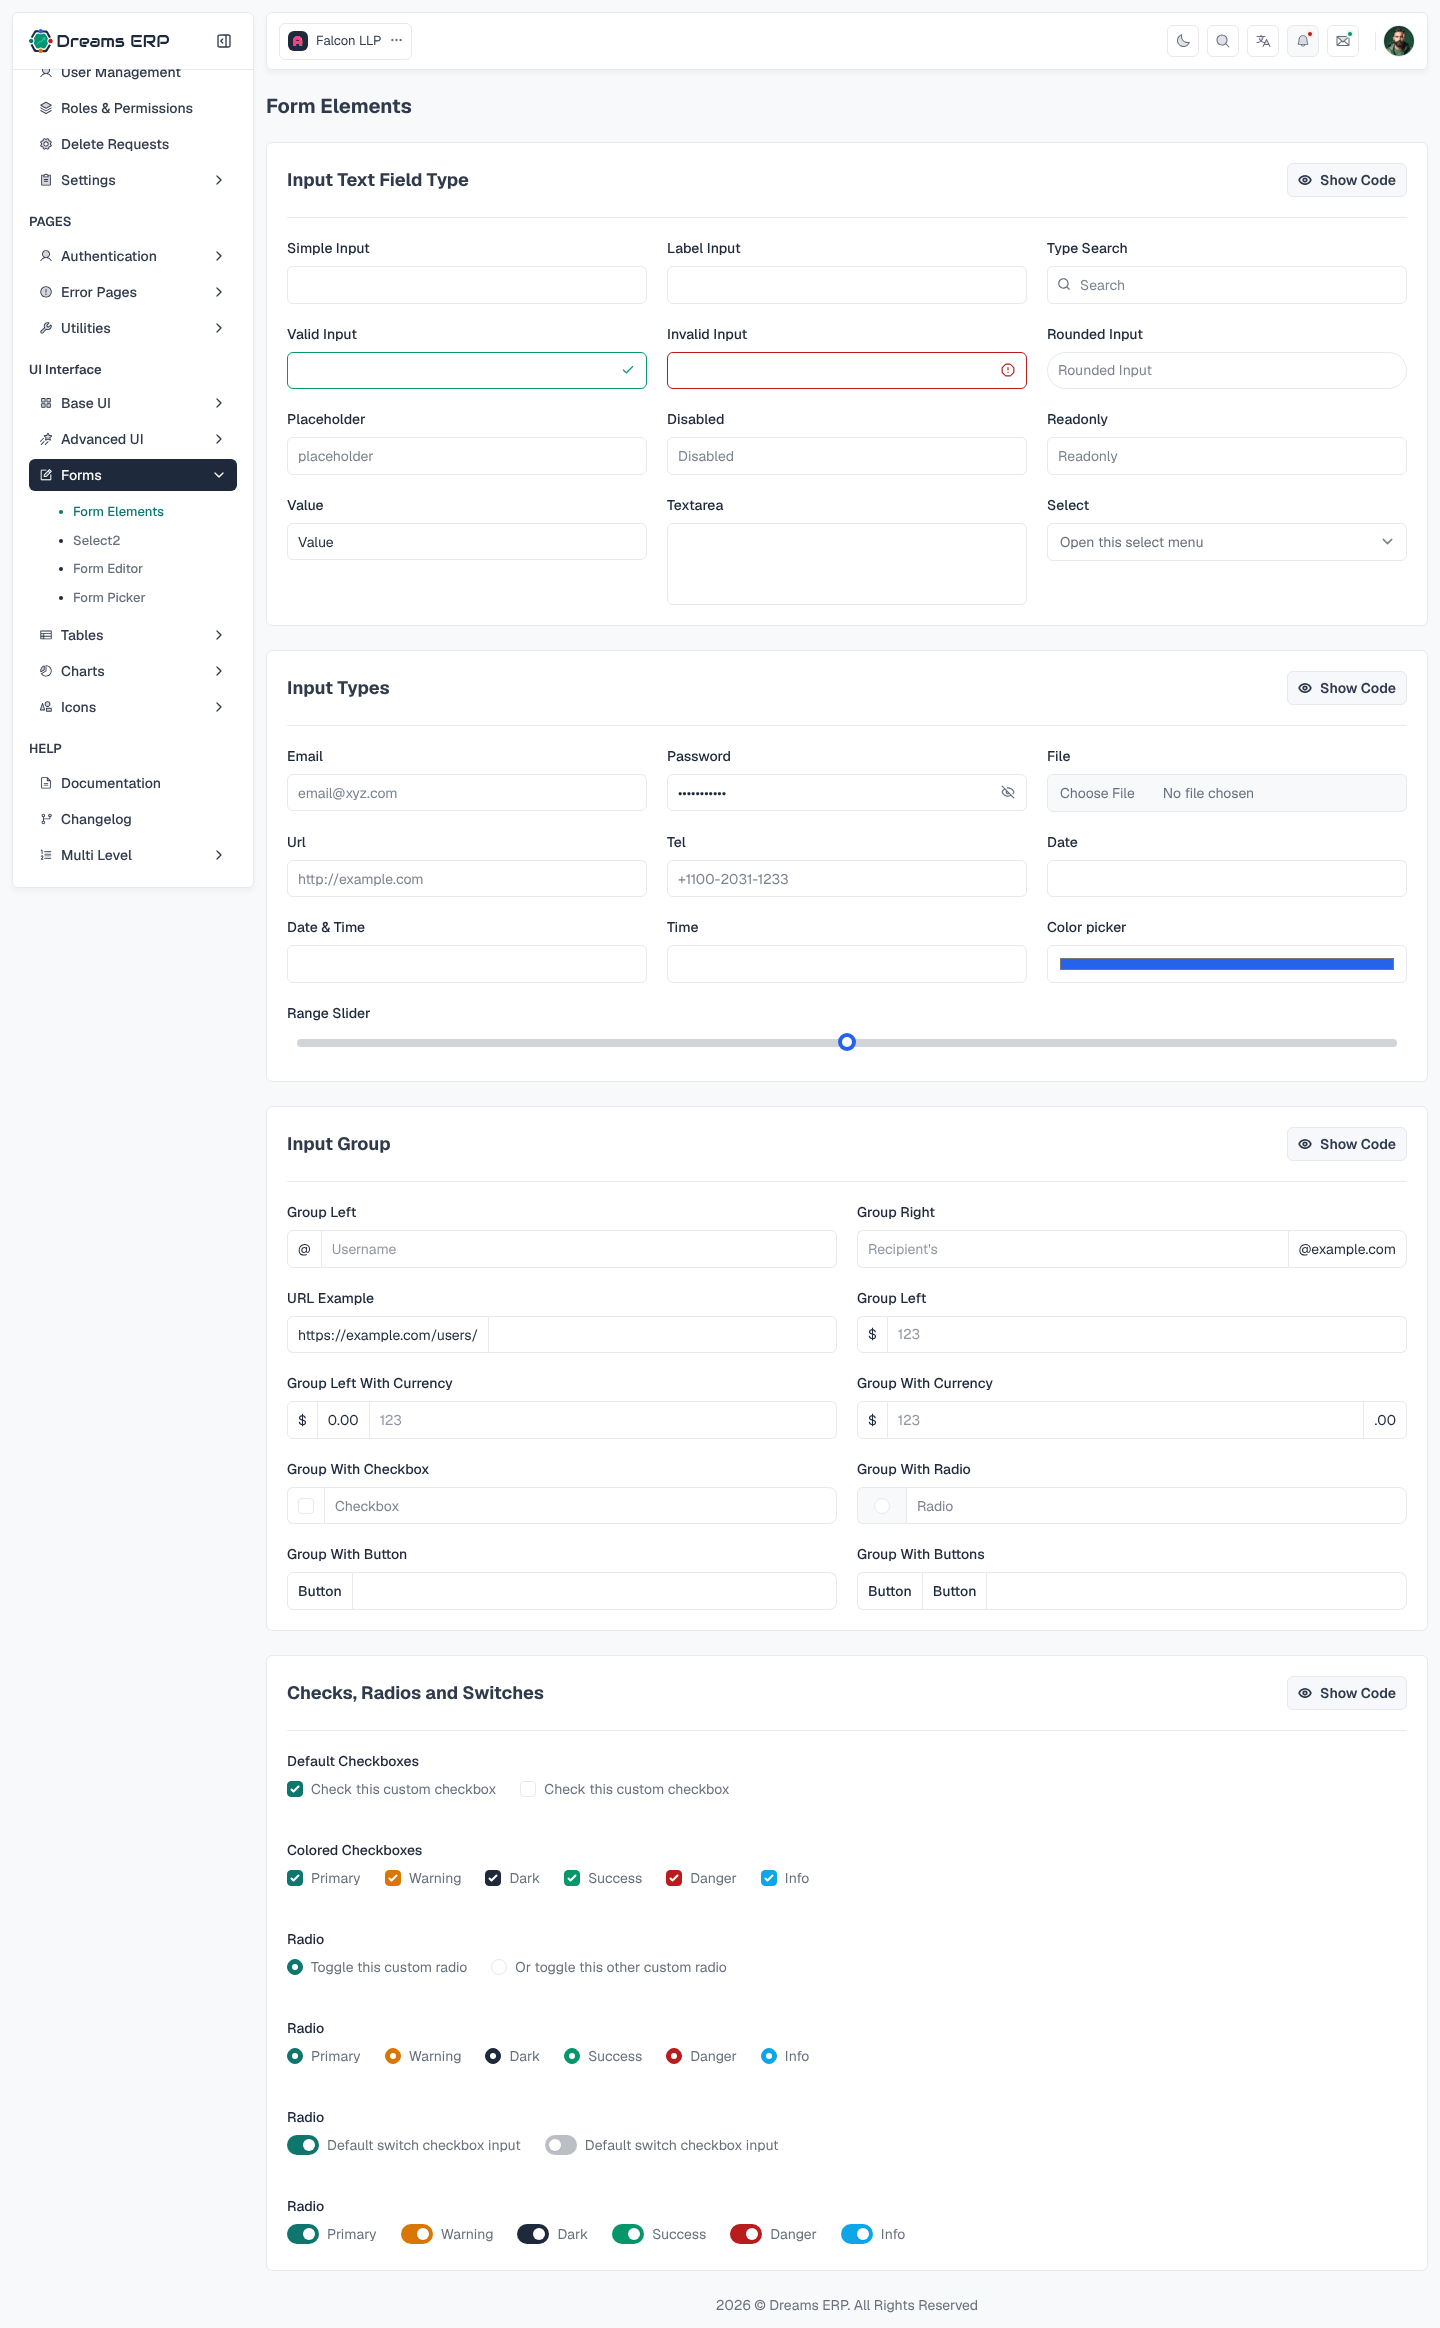 Dreams ERP
User Management
Roles & Permissions
Delete Requests
Settings
PAGES
Authentication
Error Pages
Utilities
UI Interface
Base UI
Advanced UI
Forms
Form Elements
Select2
Form Editor
Form Picker
Tables
Charts
Icons
HELP
Documentation
Changelog
Multi Level
Falcon LLP
Form Elements
Input Text Field Type
Show Code
Simple Input
Label Input
Type Search
Search
Valid Input
Invalid Input
Rounded Input
Rounded Input
Placeholder
Disabled
Readonly
placeholder
Disabled
Readonly
Value
Textarea
Select
Value
Open this select menu
Input Types
Show Code
Email
Password
File
email@xyz.com
•••••••••••
Choose File No file chosen
Url
Tel
Date
http://example.com
+1100-2031-1233
Date & Time
Time
Color picker
Range Slider
Input Group
Show Code
Group Left
Group Right
@ Username
Recipient's @example.com
URL Example
Group Left
https://example.com/users/
$ 123
Group Left With Currency
Group With Currency
$ 0.00 123
$ 123 .00
Group With Checkbox
Group With Radio
Checkbox
Radio
Group With Button
Group With Buttons
Button
Button Button
Checks, Radios and Switches
Show Code
Default Checkboxes
Check this custom checkbox Check this custom checkbox
Colored Checkboxes
Primary Warning Dark Success Danger Info
Radio
Toggle this custom radio Or toggle this other custom radio
Radio
Primary Warning Dark Success Danger Info
Radio
Default switch checkbox input Default switch checkbox input
Radio
Primary Warning Dark Success Danger Info
2026 © Dreams ERP. All Rights Reserved